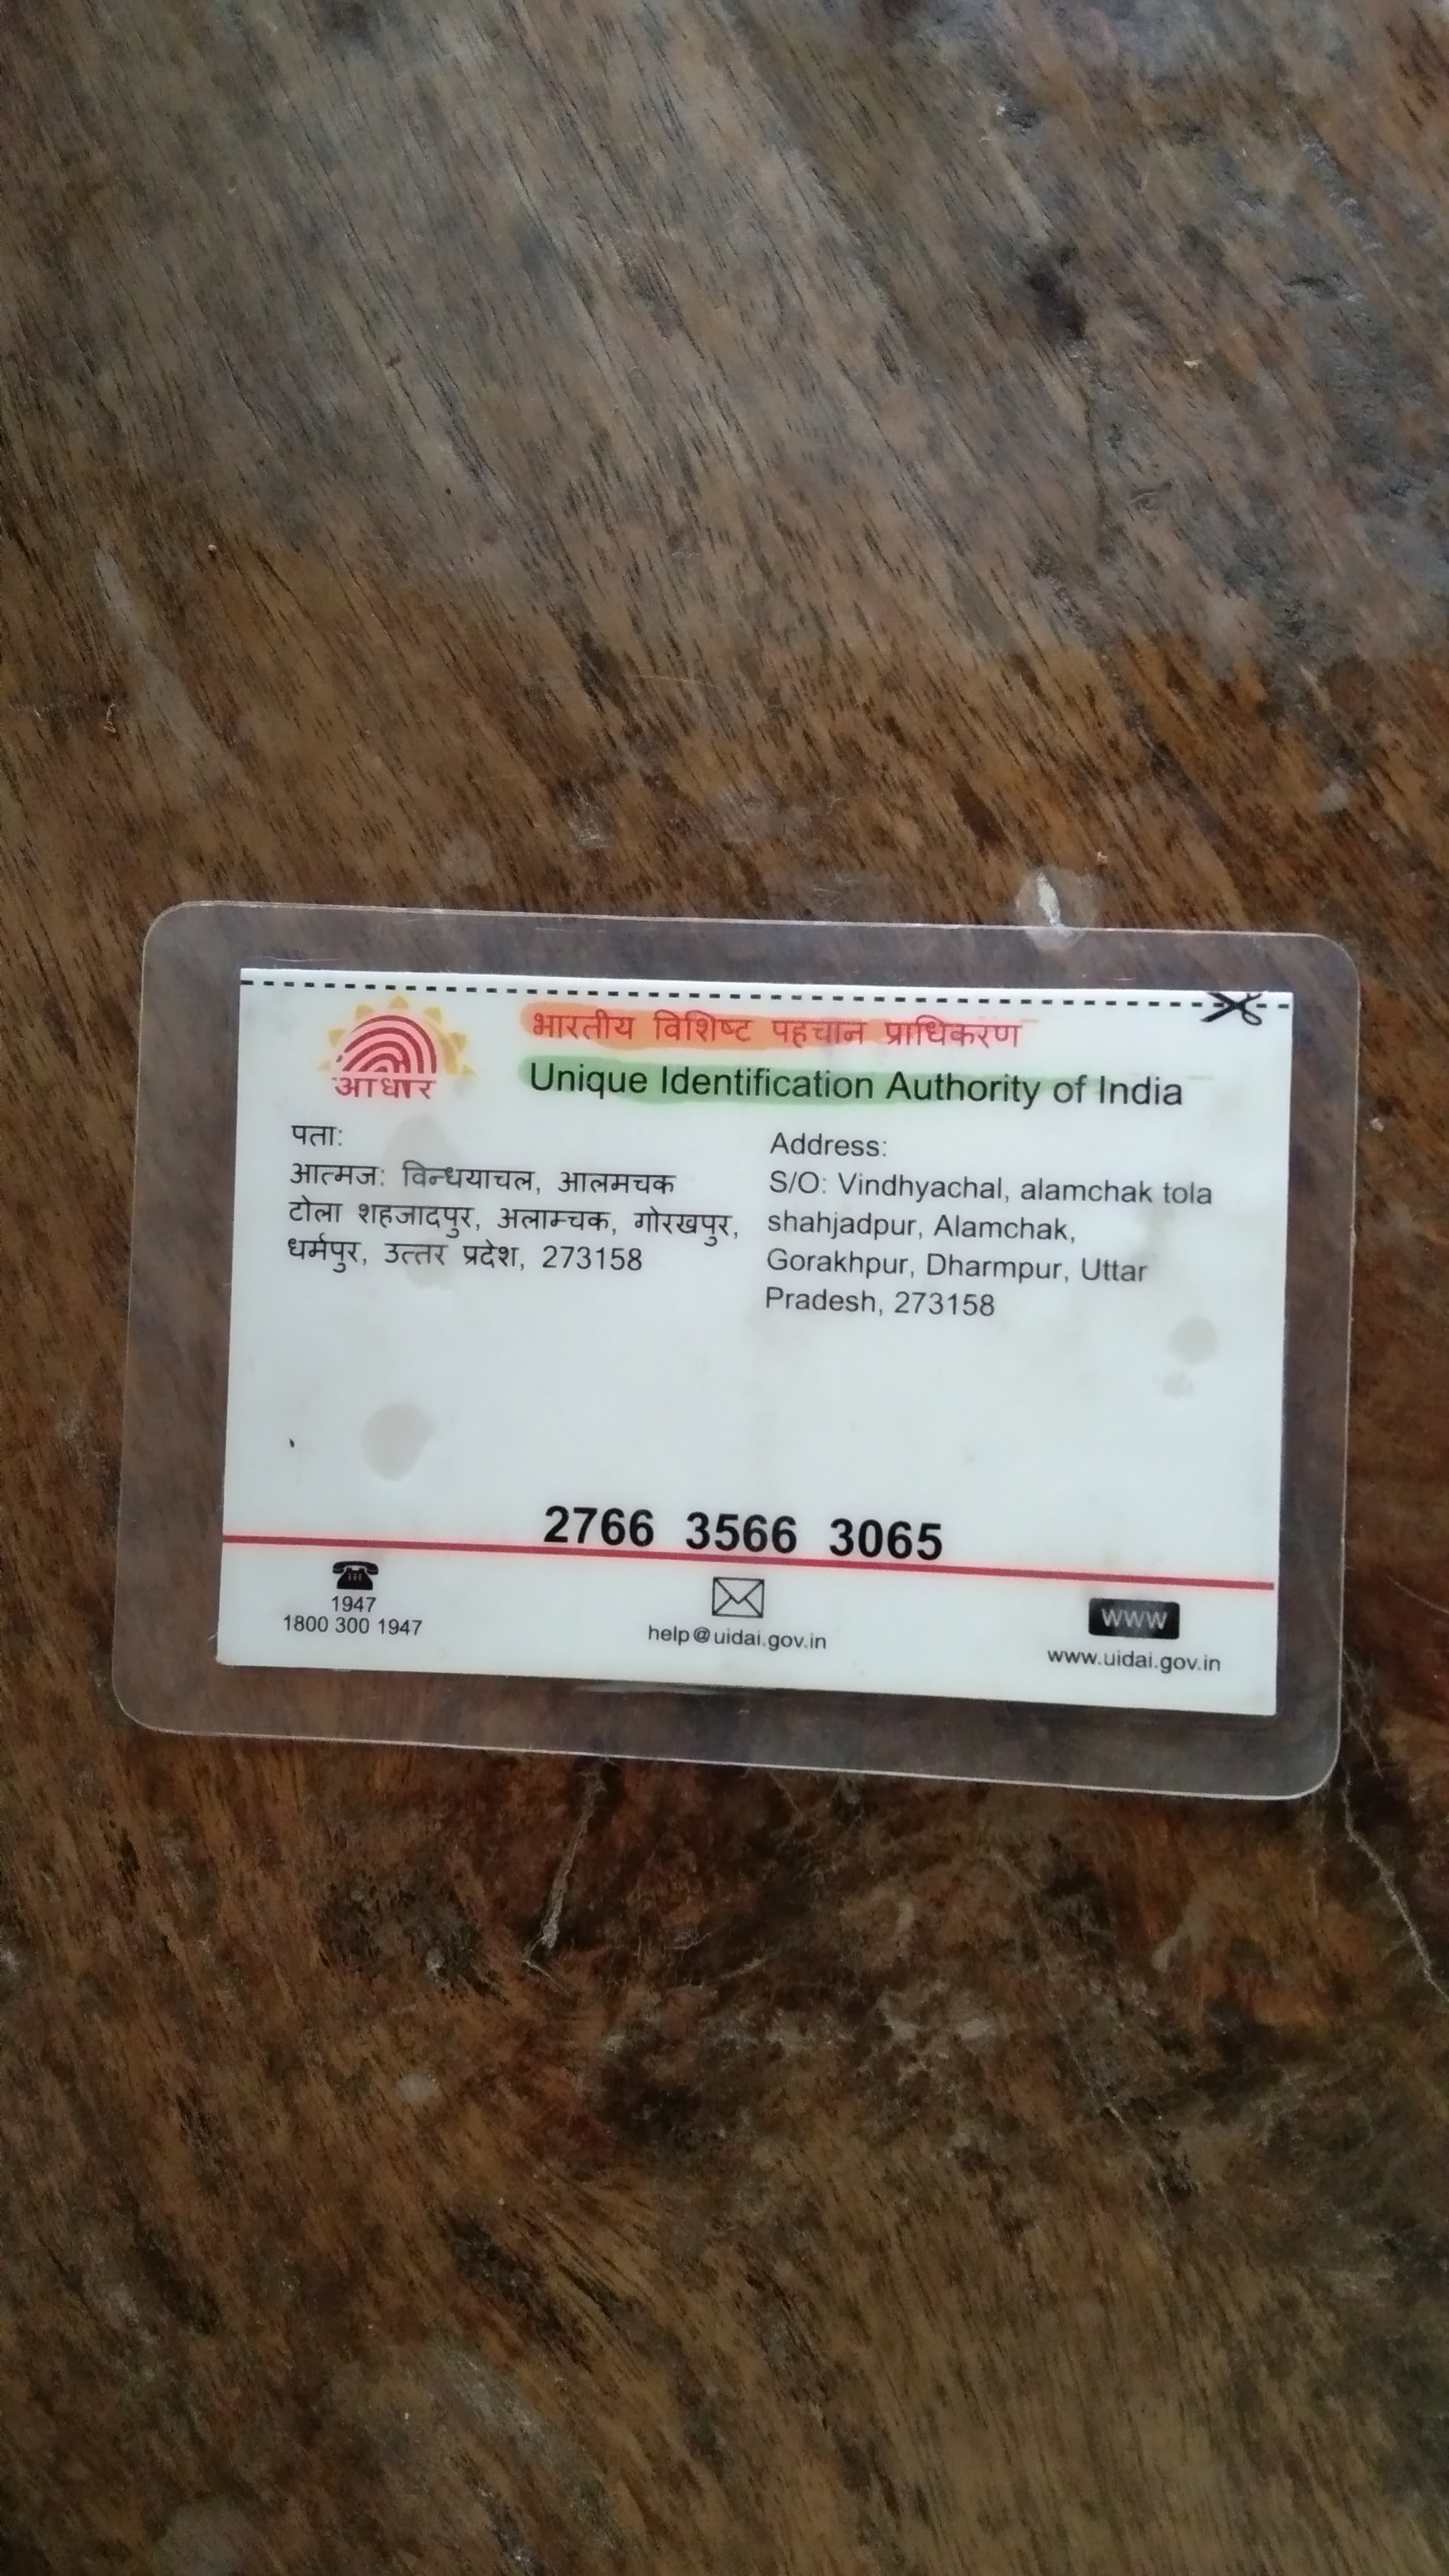 आधार
भारतीय विशिष्ट पहचान प्राधिकरण
Unique Identification Authority of India
पता:
आत्मज: विन्धयाचल, आलमचक
टोला शहजादपुर, अलाम्चक, गोरखपुर,
धर्मपुर, उत्तर प्रदेश, 273158
Address:
S/O: Vindhyachal, alamchak tola
shahjadpur, Alamchak,
Gorakhpur, Dharmpur, Uttar
Pradesh, 273158
2766 3566 3065
1947
1800 300 1947
help@uidai.gov.in
www
www.uidai.gov.in